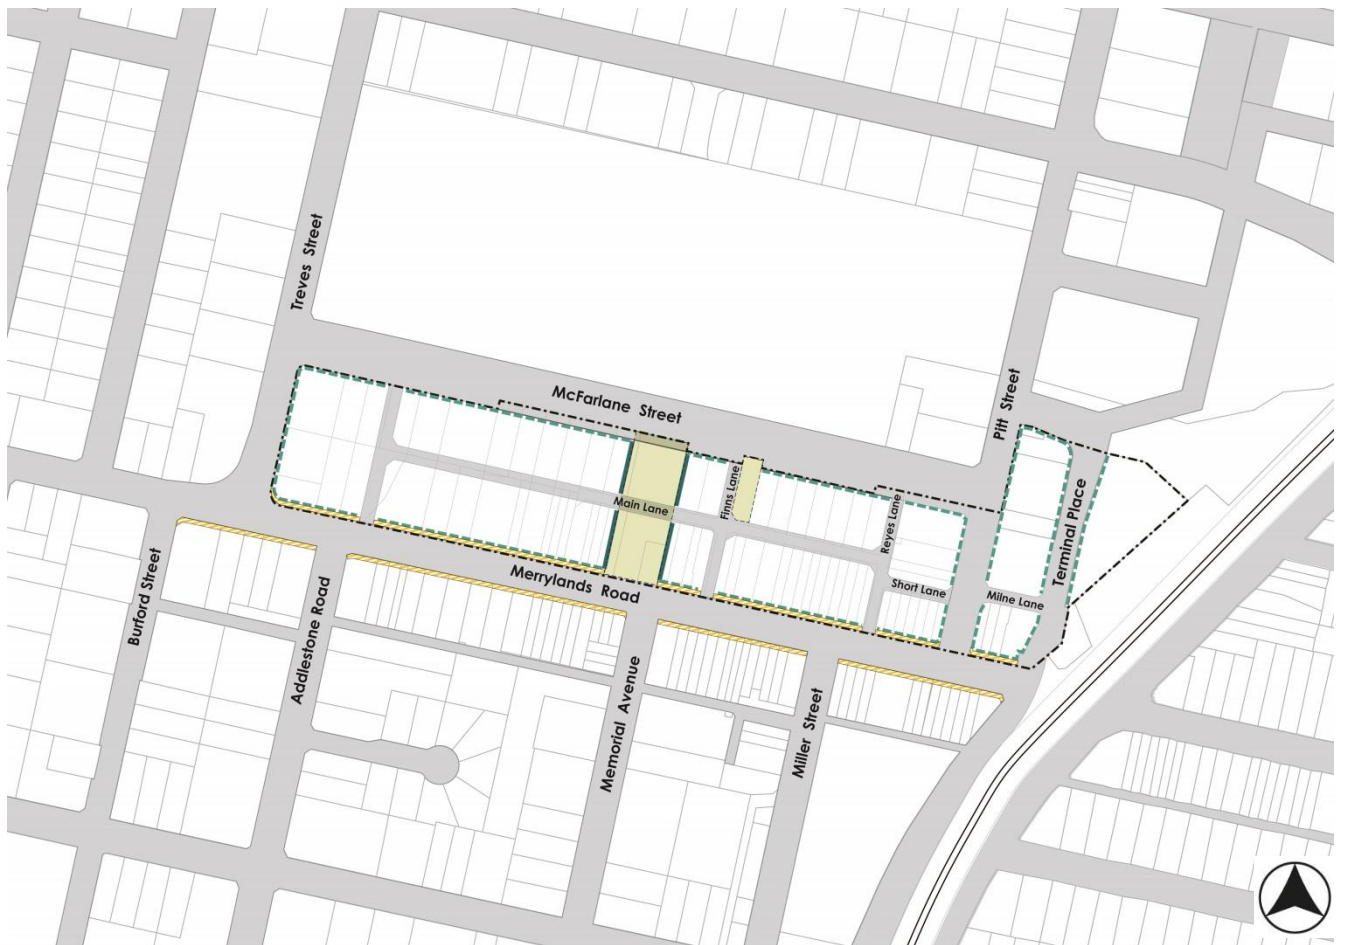 Treves Street
McFarlane Street
Pitt Street
Finns Lane
Main Lane
Reyes Lane
Terminal Place
Short Lane
Milne Lane
Merrylands Road
Burford Street
Addlestone Road
Memorial Avenue
Miller Street